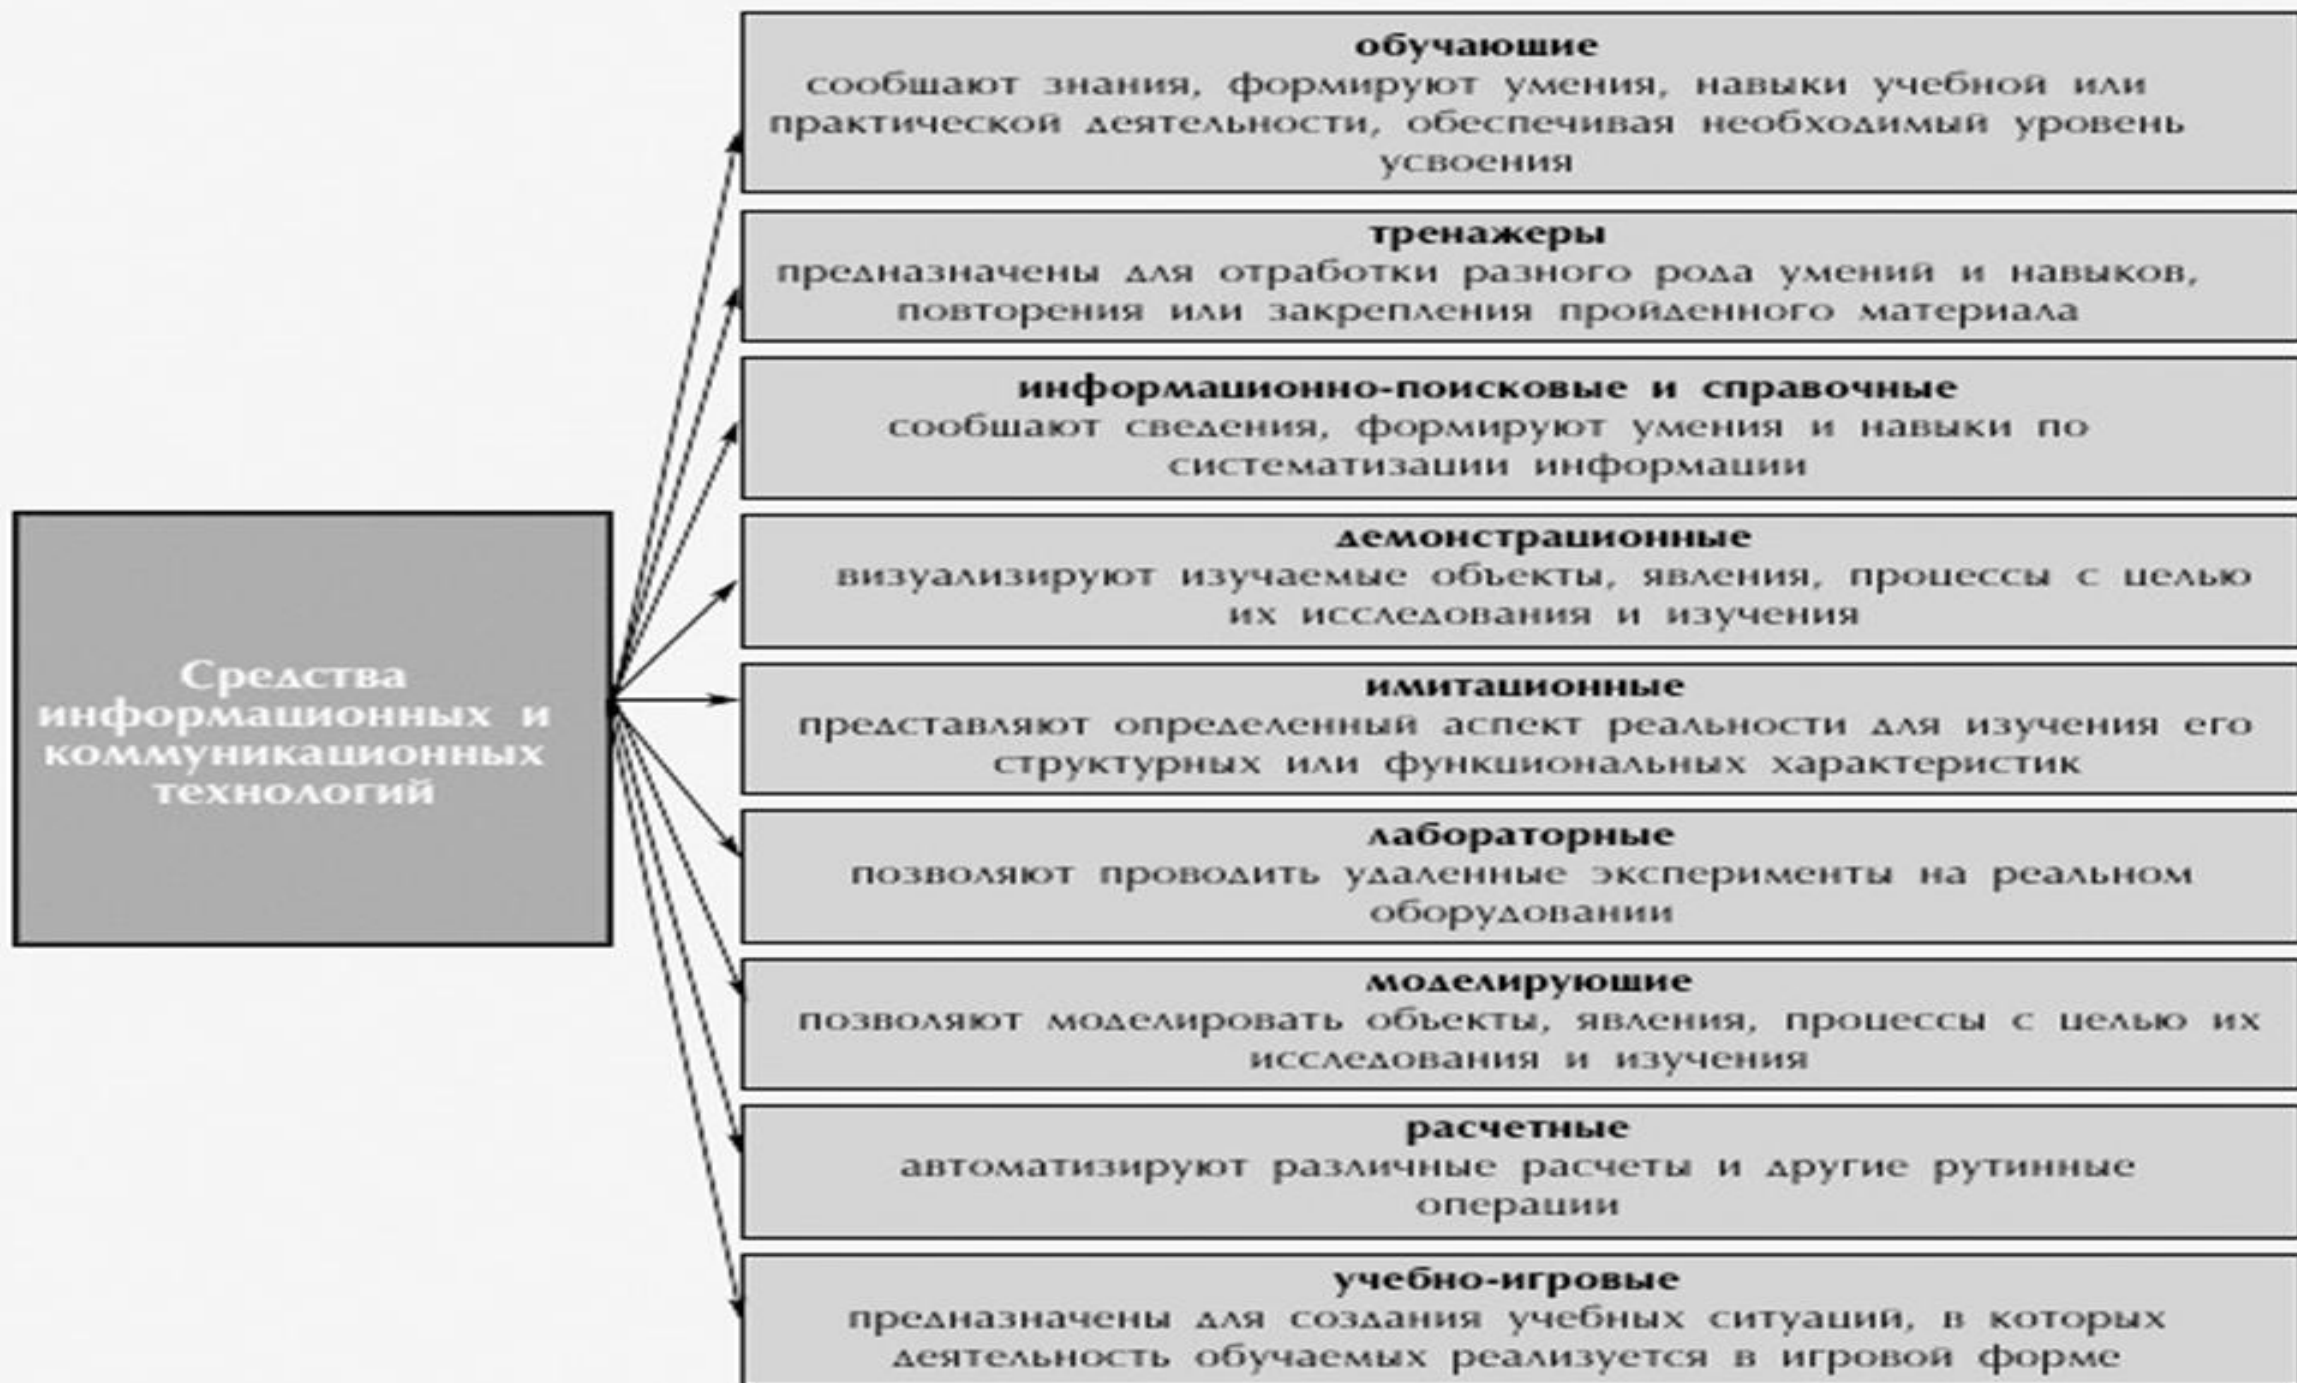 Средства
информационных и
коммуникационных
технологий
обучающие
сообщают знания, формируют умения, навыки учебной или
практической деятельности, обеспечивая необходимый уровень
усвоения
тренажеры
предназначены для отработки разного рода умений и навыков,
повторения или закрепления пройденного материала
информационно-поисковые и справочные
сообщают сведения, формируют умения и навыки по
систематизации информации
демонстрационные
визуализируют изучаемые объекты, явления, процессы с целью
их исследования и изучения
имитационные
представляют определенный аспект реальности для изучения его
структурных или функциональных характеристик
лабораторные
позволяют проводить удаленные эксперименты на реальном
оборудовании
моделирующие
позволяют моделировать объекты, явления, процессы с целью их
исследования и изучения
расчетные
автоматизируют различные расчеты и другие рутинные
операции
учебно-игровые
предназначены для создания учебных ситуаций, в которых
деятельность обучаемых реализуется в игровой форме